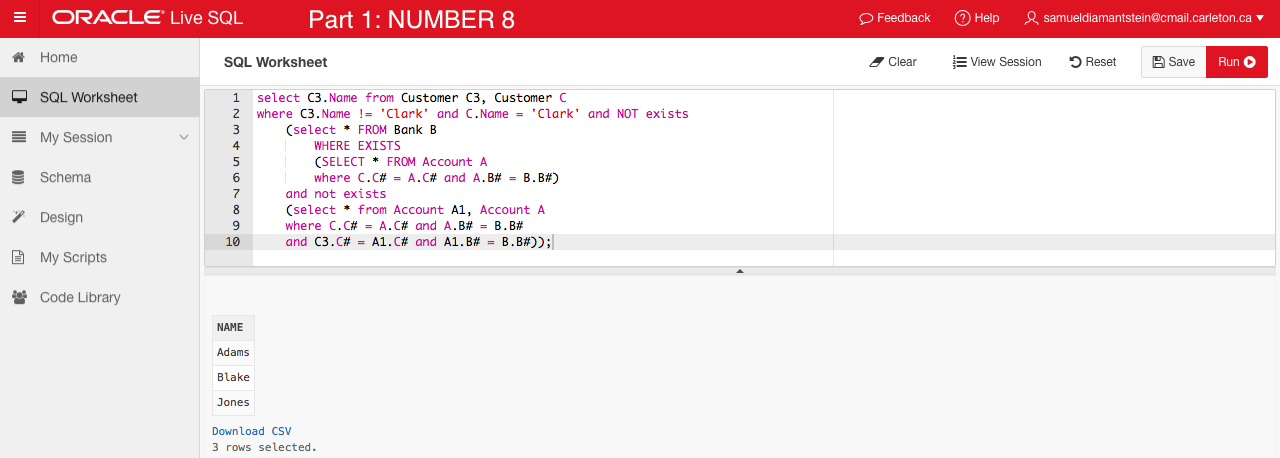 ORACLE Live SQL
Part 1: NUMBER 8
Feedback
Help
samueldiamantstein@cmail.carleton.ca
Home
SQL Worksheet
My Session
Schema
Design
My Scripts
Code Library
SQL Worksheet
Clear
View Session
Reset
Save
Run
1 select C3.Name from Customer C3, Customer C
2 where C3.Name != 'Clark' and C.Name = 'Clark' and NOT exists
3 (select * FROM Bank B
4 WHERE EXISTS
5 (SELECT * FROM Account A
6 where C.C# = A.C# and A.B# = B.B#)
7 and not exists
8 (select * from Account A1, Account A
9 where C.C# = A.C# and A.B# = B.B#
10 and C3.C# = A1.C# and A1.B# = B.B#));
NAME
Adams
Blake
Jones
Download CSV
3 rows selected.